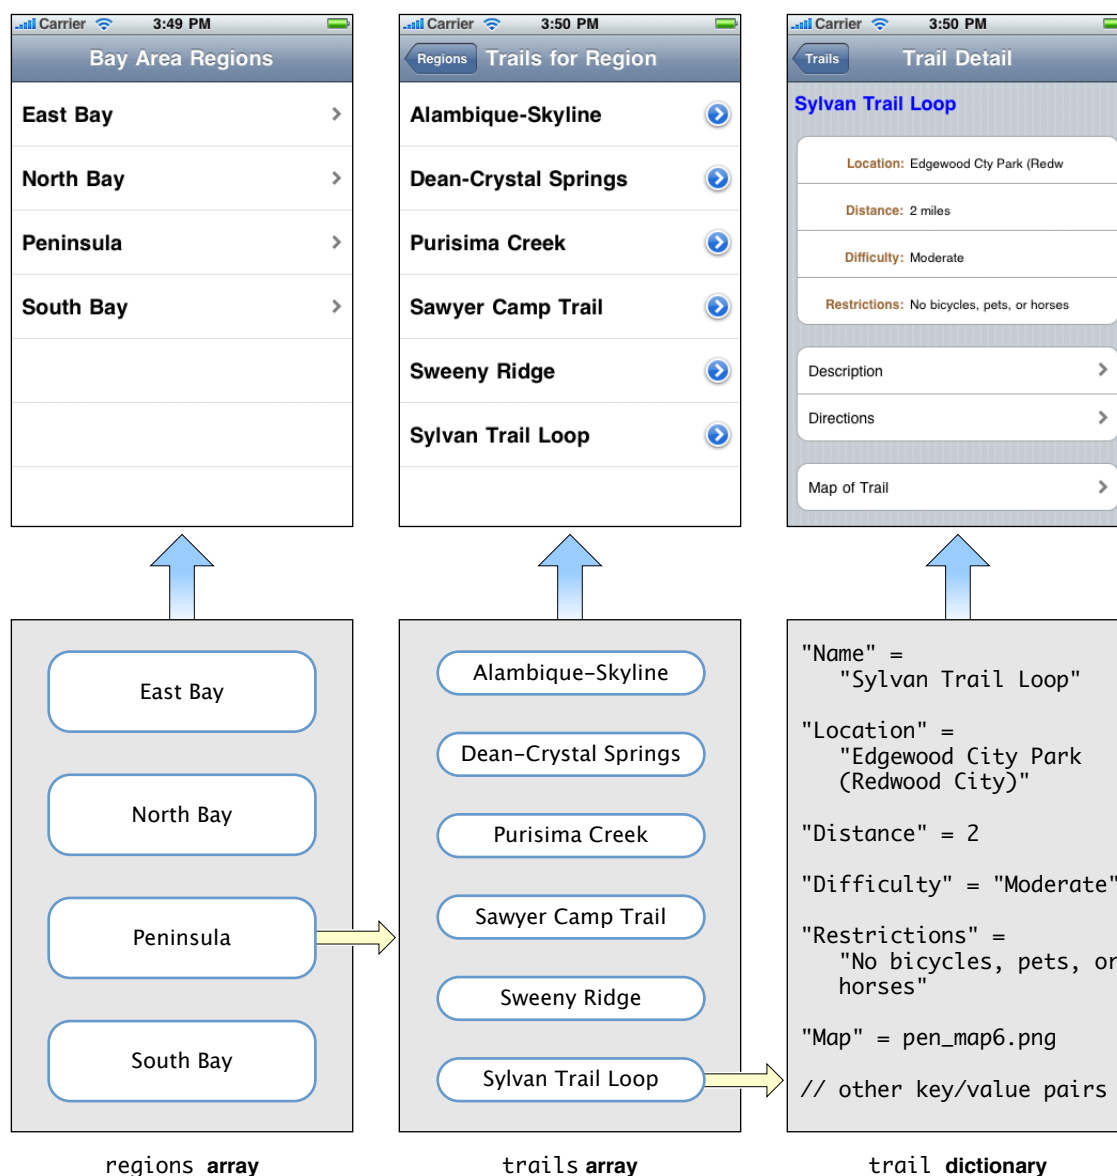 Carrier 3:49 PM
Bay Area Regions
East Bay
North Bay
Peninsula
South Bay
Carrier 3:50 PM
Regions Trails for Region
Alambique-Skyline
Dean-Crystal Springs
Purisima Creek
Sawyer Camp Trail
Sweeny Ridge
Sylvan Trail Loop
Carrier 3:50 PM
Trails Trail Detail
Sylvan Trail Loop
Location: Edgewood Cty Park (Redw
Distance: 2 miles
Difficulty: Moderate
Restrictions: No bicycles, pets, or horses
Description
Directions
Map of Trail
East Bay
North Bay
Peninsula
South Bay
regions array
Alambique-Skyline
Dean-Crystal Springs
Purisima Creek
Sawyer Camp Trail
Sweeny Ridge
Sylvan Trail Loop
trails array
"Name" =
"Sylvan Trail Loop"
"Location" =
"Edgewood City Park
(Redwood City)"
"Distance" = 2
"Difficulty" = "Moderate"
"Restrictions" =
"No bicycles, pets, or
horses"
"Map" = pen_map6.png
// other key/value pairs
trail dictionary